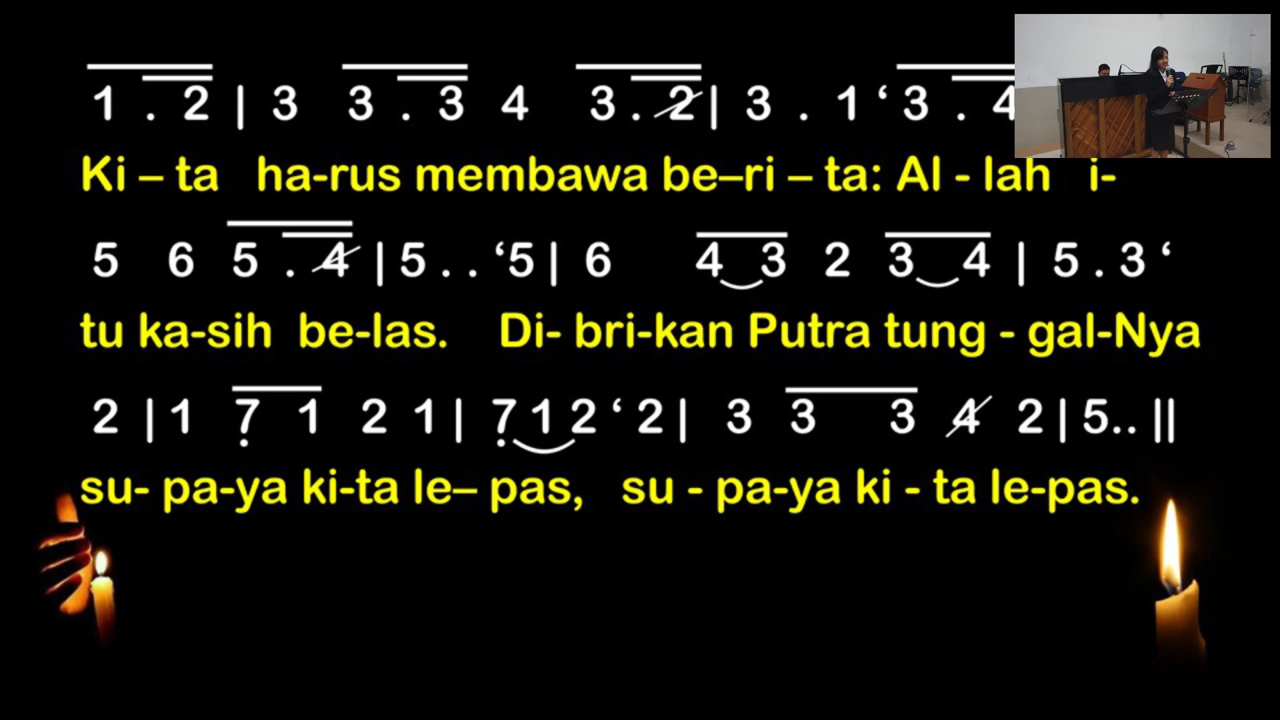 1 . 2 | 3 3 . 3 4 3 . 2̸ | 3 . 1 ‘ 3 . 4
Ki – ta ha-rus membawa be–ri – ta: Al - lah i-
5 6 5 . 4̸ | 5 . . ‘5 | 6 4 3 2 3 4 | 5 . 3 ‘
tu ka-sih be-las. Di- bri-kan Putra tung - gal-Nya
2 | 1 7̣ 1 2 1 | 7̣ 1 2 ‘ 2 | 3 3 3 4̸ 2 | 5 . . ||
su- pa-ya ki-ta le– pas, su - pa-ya ki - ta le-pas.